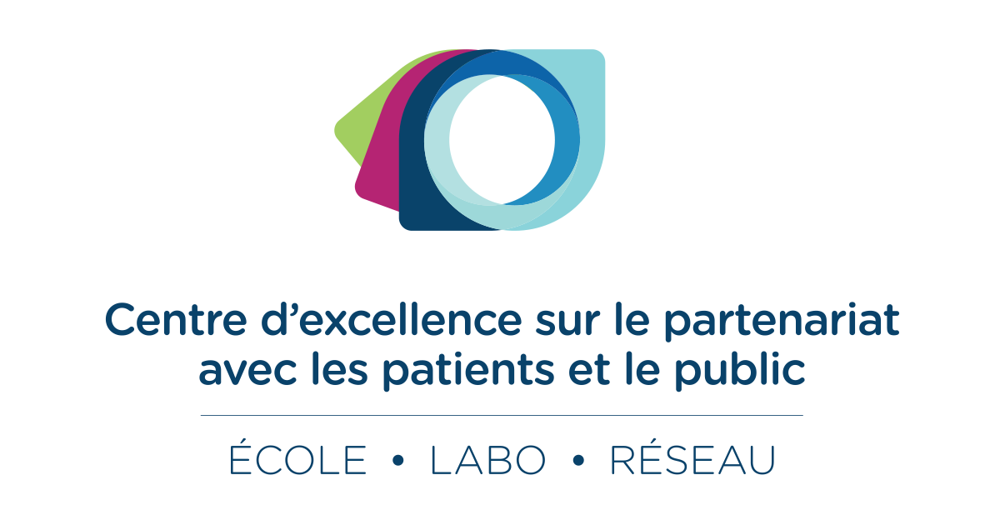 Centre d’excellence sur le partenariat
avec les patients et le public
ÉCOLE • LABO • RÉSEAU